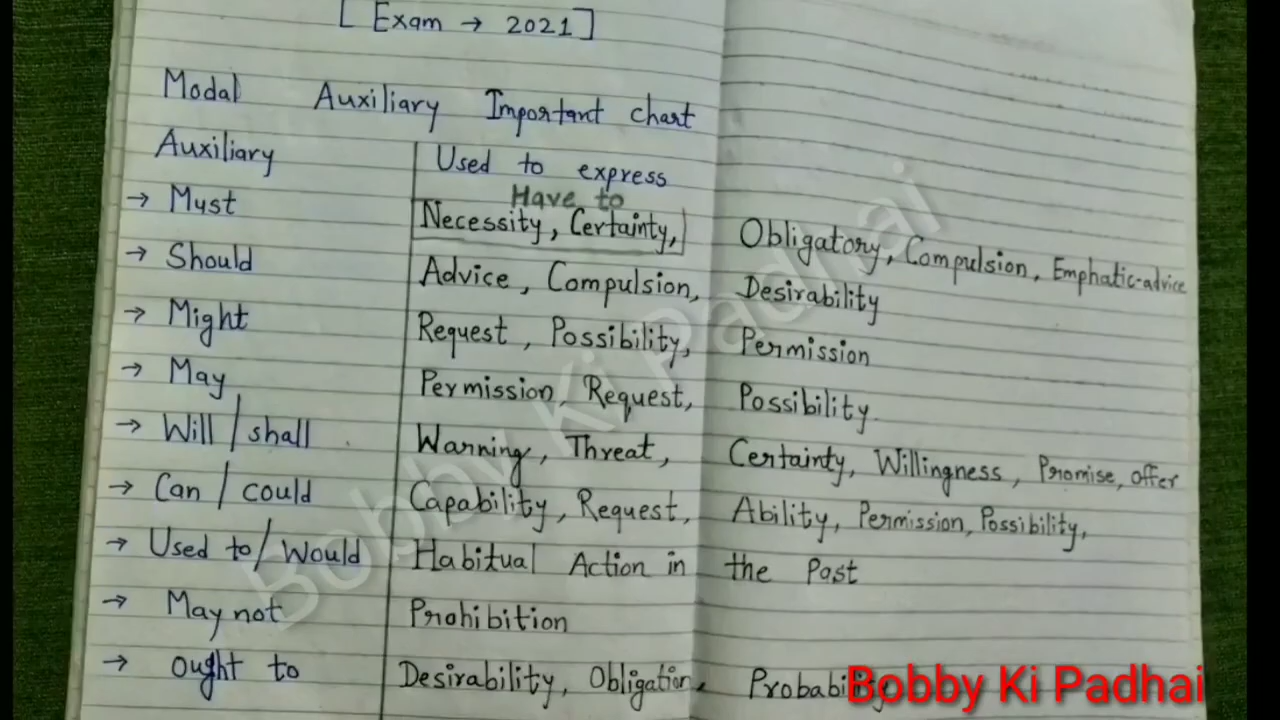 [ Exam → 2021 ]
Modal Auxiliary Important chart
Auxiliary Used to express
Have to
→ Must Necessity, Certainty, Obligatory, Compulsion, Emphatic-advice
→ Should Advice, Compulsion, Desirability
→ Might Request, Possibility, Permission
→ May Permission, Request, Possibility
→ Will / shall Warning, Threat, Certainty, Willingness, Promise, offer
→ Can / could Capability, Request, Ability, Permission, Possibility,
→ Used to / Would Habitual Action in the Past
→ May not Prohibition
→ ought to Desirability, Obligation, Probability
Bobby Ki Padhai
Bobby Ki Padhai